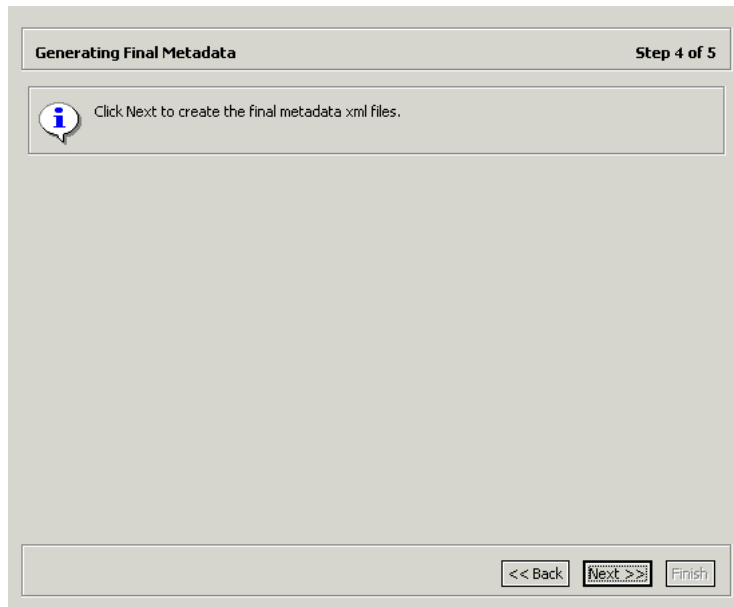 Generating Final Metadata Step 4 of 5
Click Next to create the final metadata xml files.
<< Back Next >> Finish